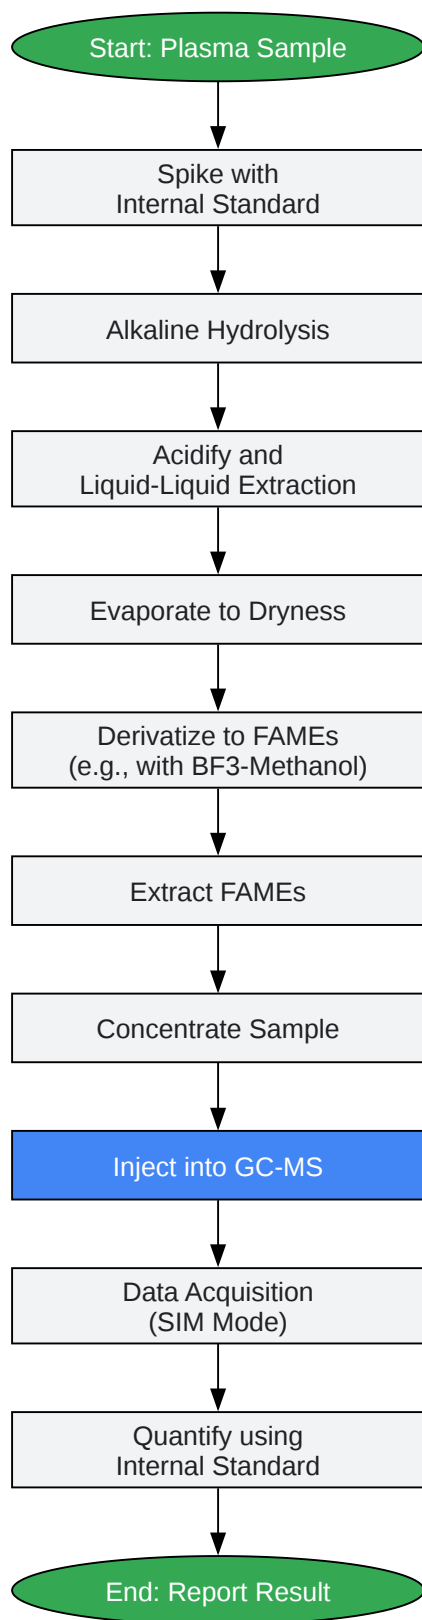 Start: Plasma Sample
Spike with
Internal Standard
Alkaline Hydrolysis
Acidify and
Liquid-Liquid Extraction
Evaporate to Dryness
Derivatize to FAMEs
(e.g., with BF3-Methanol)
Extract FAMEs
Concentrate Sample
Inject into GC-MS
Data Acquisition
(SIM Mode)
Quantify using
Internal Standard
End: Report Result